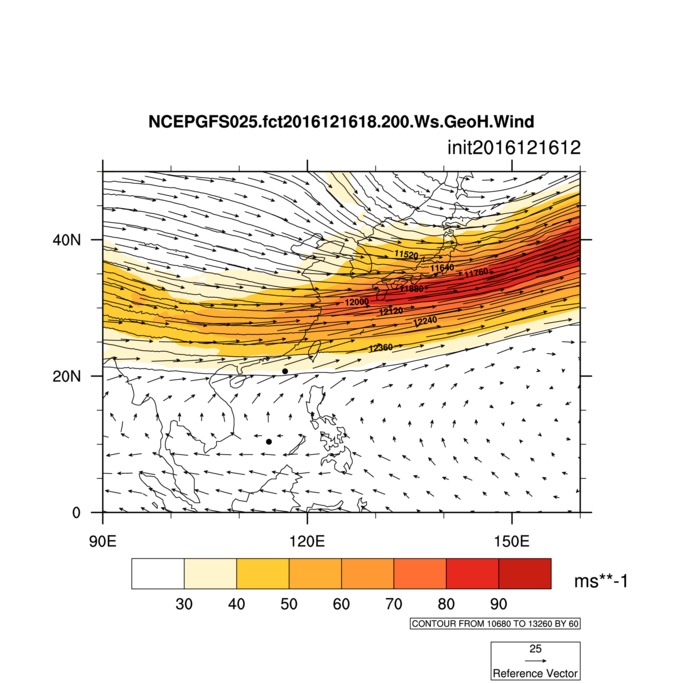 NCEPGFS025.fct2016121618.200.Ws.GeoH.Wind
init2016121612
40N
20N
0
11520
11640
11760
11880
12000
12120
12240
12360
90E 120E 150E
30 40 50 60 70 80 90
ms**-1
CONTOUR FROM 10680 TO 13260 BY 60
25
Reference Vector